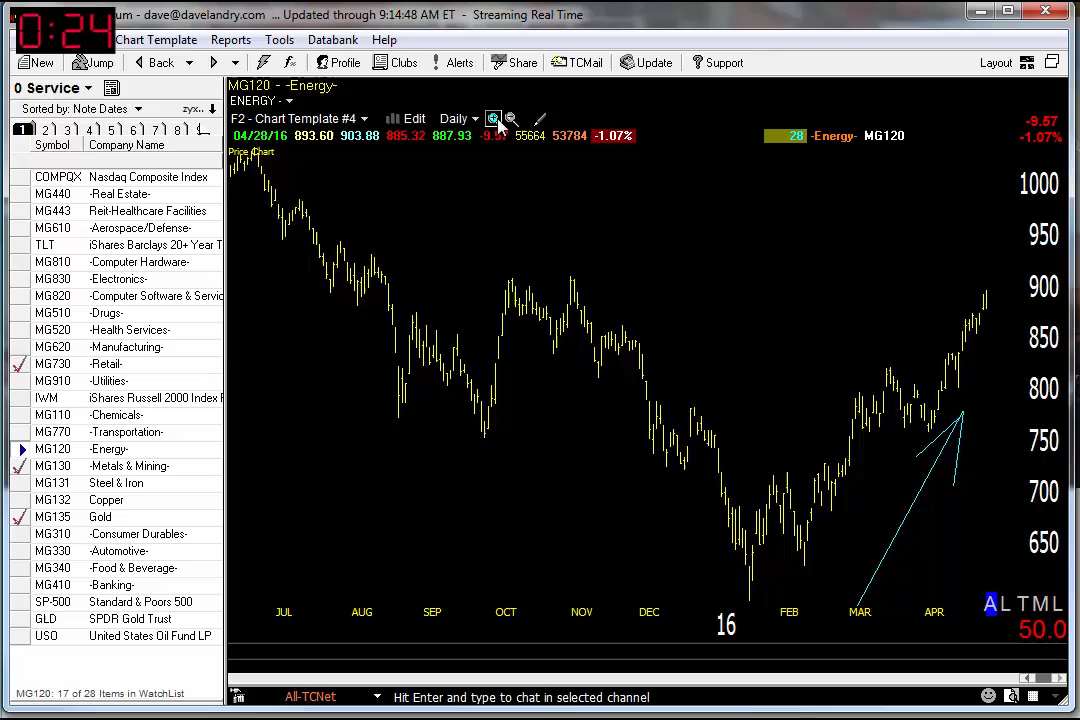 0:24
um - dave@davelandry.com ... Updated through 9:14:48 AM ET - Streaming Real Time
Chart Template Reports Tools Databank Help
New Jump Back Profile Clubs Alerts Share TCMail Update Support Layout
0 Service
Sorted by: Note Dates zyx..
1 2 3 4 5 6 7 8
Symbol Company Name
COMPQX Nasdaq Composite Index
MG440 -Real Estate-
MG443 Reit-Healthcare Facilities
MG610 -Aerospace/Defense-
TLT iShares Barclays 20+ Year T
MG810 -Computer Hardware-
MG830 -Electronics-
MG820 -Computer Software & Servic
MG510 -Drugs-
MG520 -Health Services-
MG620 -Manufacturing-
MG730 -Retail-
MG910 -Utilities-
IWM iShares Russell 2000 Index F
MG110 -Chemicals-
MG770 -Transportation-
MG120 -Energy-
MG130 -Metals & Mining-
MG131 Steel & Iron
MG132 Copper
MG135 Gold
MG310 -Consumer Durables-
MG330 -Automotive-
MG340 -Food & Beverage-
MG410 -Banking-
SP-500 Standard & Poors 500
GLD SPDR Gold Trust
USO United States Oil Fund LP
MG120: 17 of 28 Items in WatchList
MG120 - -Energy-
ENERGY -
F2 - Chart Template #4 Edit Daily
04/28/16 893.60 903.88 885.32 887.93 -9.57 55664 53784 -1.07% 28 -Energy- MG120
-9.57
-1.07%
Price Chart
1000
950
900
850
800
750
700
650
JUL AUG SEP OCT NOV DEC 16 FEB MAR APR
A L T M L
50.0
All-TCNet Hit Enter and type to chat in selected channel